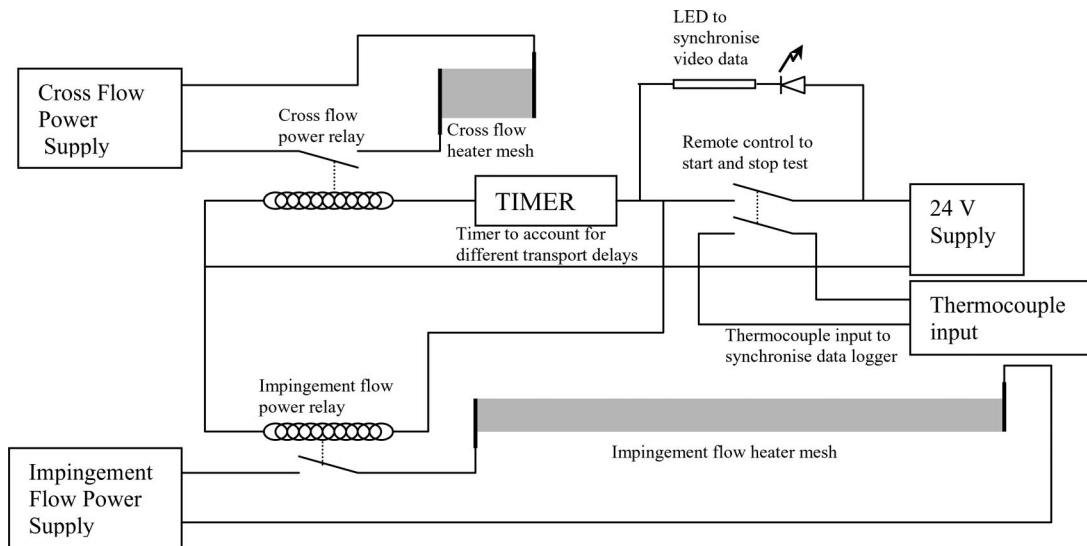 LED to
synchronise
video data
Cross Flow
Power
Supply
Cross flow
power relay
Cross flow
heater mesh
Remote control to
start and stop test
TIMER
24 V
Supply
Timer to account for
different transport delays
Thermocouple
input
Thermocouple input to
synchronise data logger
Impingement flow
power relay
Impingement flow heater mesh
Impingement
Flow Power
Supply